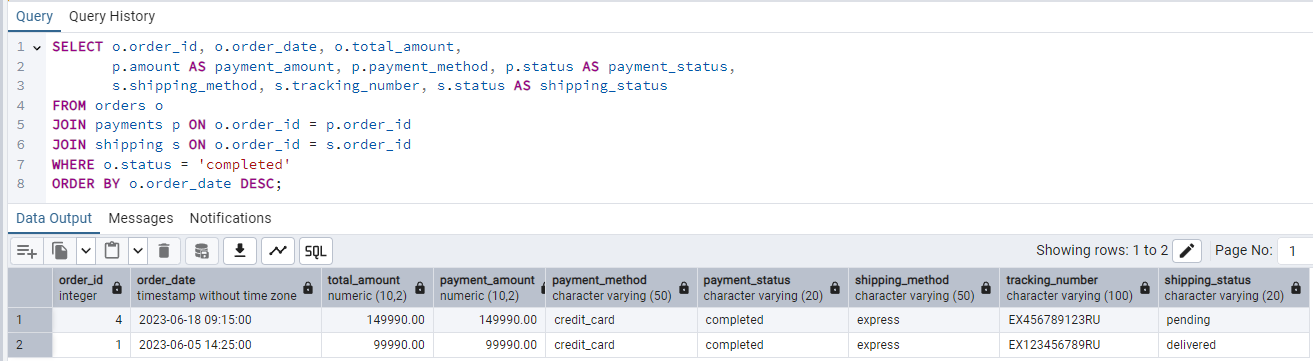 Query Query History
1 SELECT o.order_id, o.order_date, o.total_amount,
2 p.amount AS payment_amount, p.payment_method, p.status AS payment_status,
3 s.shipping_method, s.tracking_number, s.status AS shipping_status
4 FROM orders o
5 JOIN payments p ON o.order_id = p.order_id
6 JOIN shipping s ON o.order_id = s.order_id
7 WHERE o.status = 'completed'
8 ORDER BY o.order_date DESC;
Data Output Messages Notifications
SQL Showing rows: 1 to 2 Page No: 1
order_id order_date total_amount payment_amount payment_method payment_status shipping_method tracking_number shipping_status
integer timestamp without time zone numeric (10,2) numeric (10,2) character varying (50) character varying (20) character varying (50) character varying (100) character varying (20)
1 4 2023-06-18 09:15:00 149990.00 149990.00 credit_card completed express EX456789123RU pending
2 1 2023-06-05 14:25:00 99990.00 99990.00 credit_card completed express EX123456789RU delivered